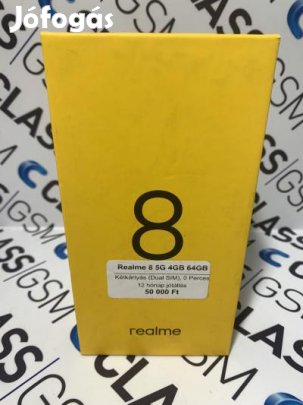 Jófogás
8
Realme 8 5G 4GB 64GB
Kétkártyás (Dual SIM), 0 Perces
12 hónap jótállás
50 000 Ft
realme
CLASS GSM